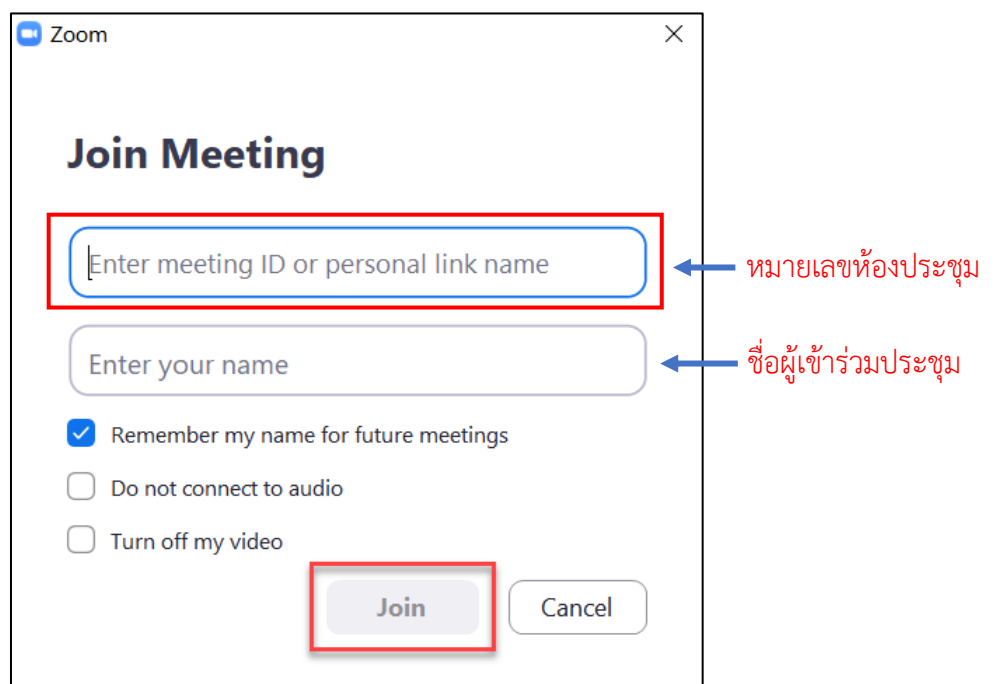 Zoom
Join Meeting
Enter meeting ID or personal link name
หมายเลขห้องประชุม
Enter your name
ชื่อผู้เข้าร่วมประชุม
Remember my name for future meetings
Do not connect to audio
Turn off my video
Join
Cancel